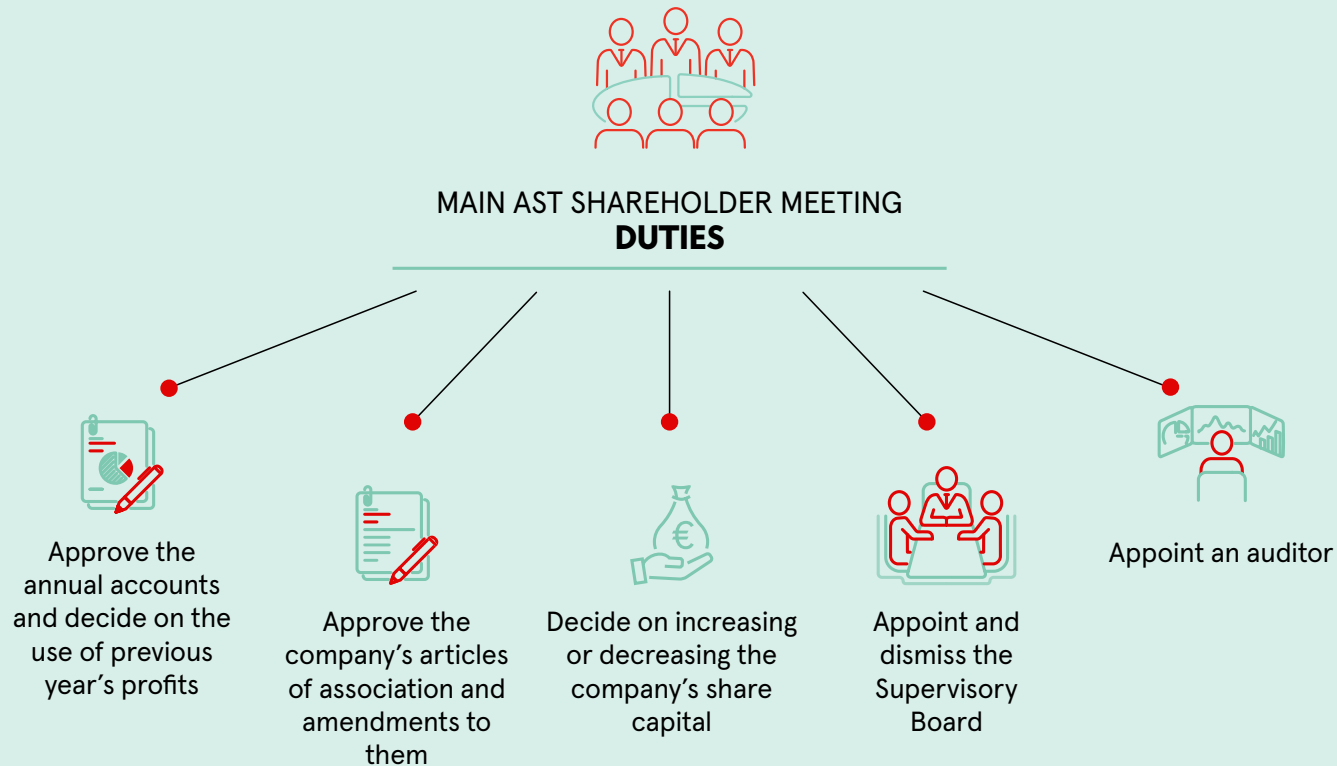 MAIN AST SHAREHOLDER MEETING
DUTIES
Approve the
annual accounts
and decide on the
use of previous
year's profits
Approve the
company's articles
of association and
amendments to
them
€
Decide on increasing
or decreasing the
company's share
capital
Appoint and
dismiss the
Supervisory
Board
Appoint an auditor